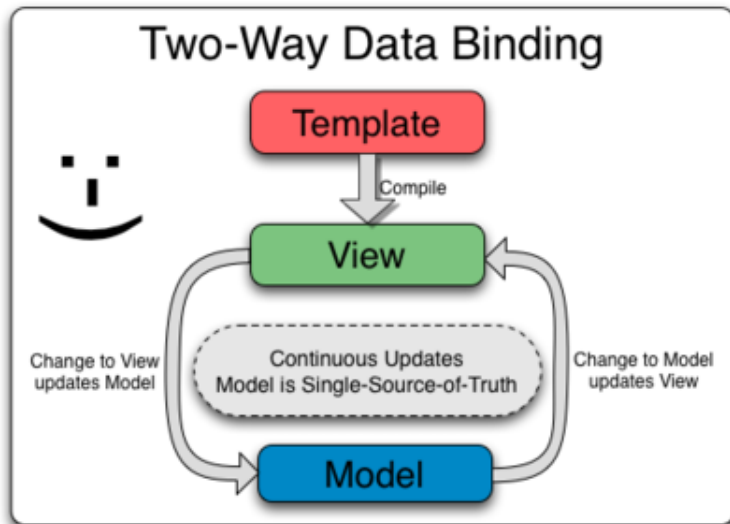 Two-Way Data Binding
Template
Compile
View
Change to View
updates Model
Continuous Updates
Model is Single-Source-of-Truth
Change to Model
updates View
Model